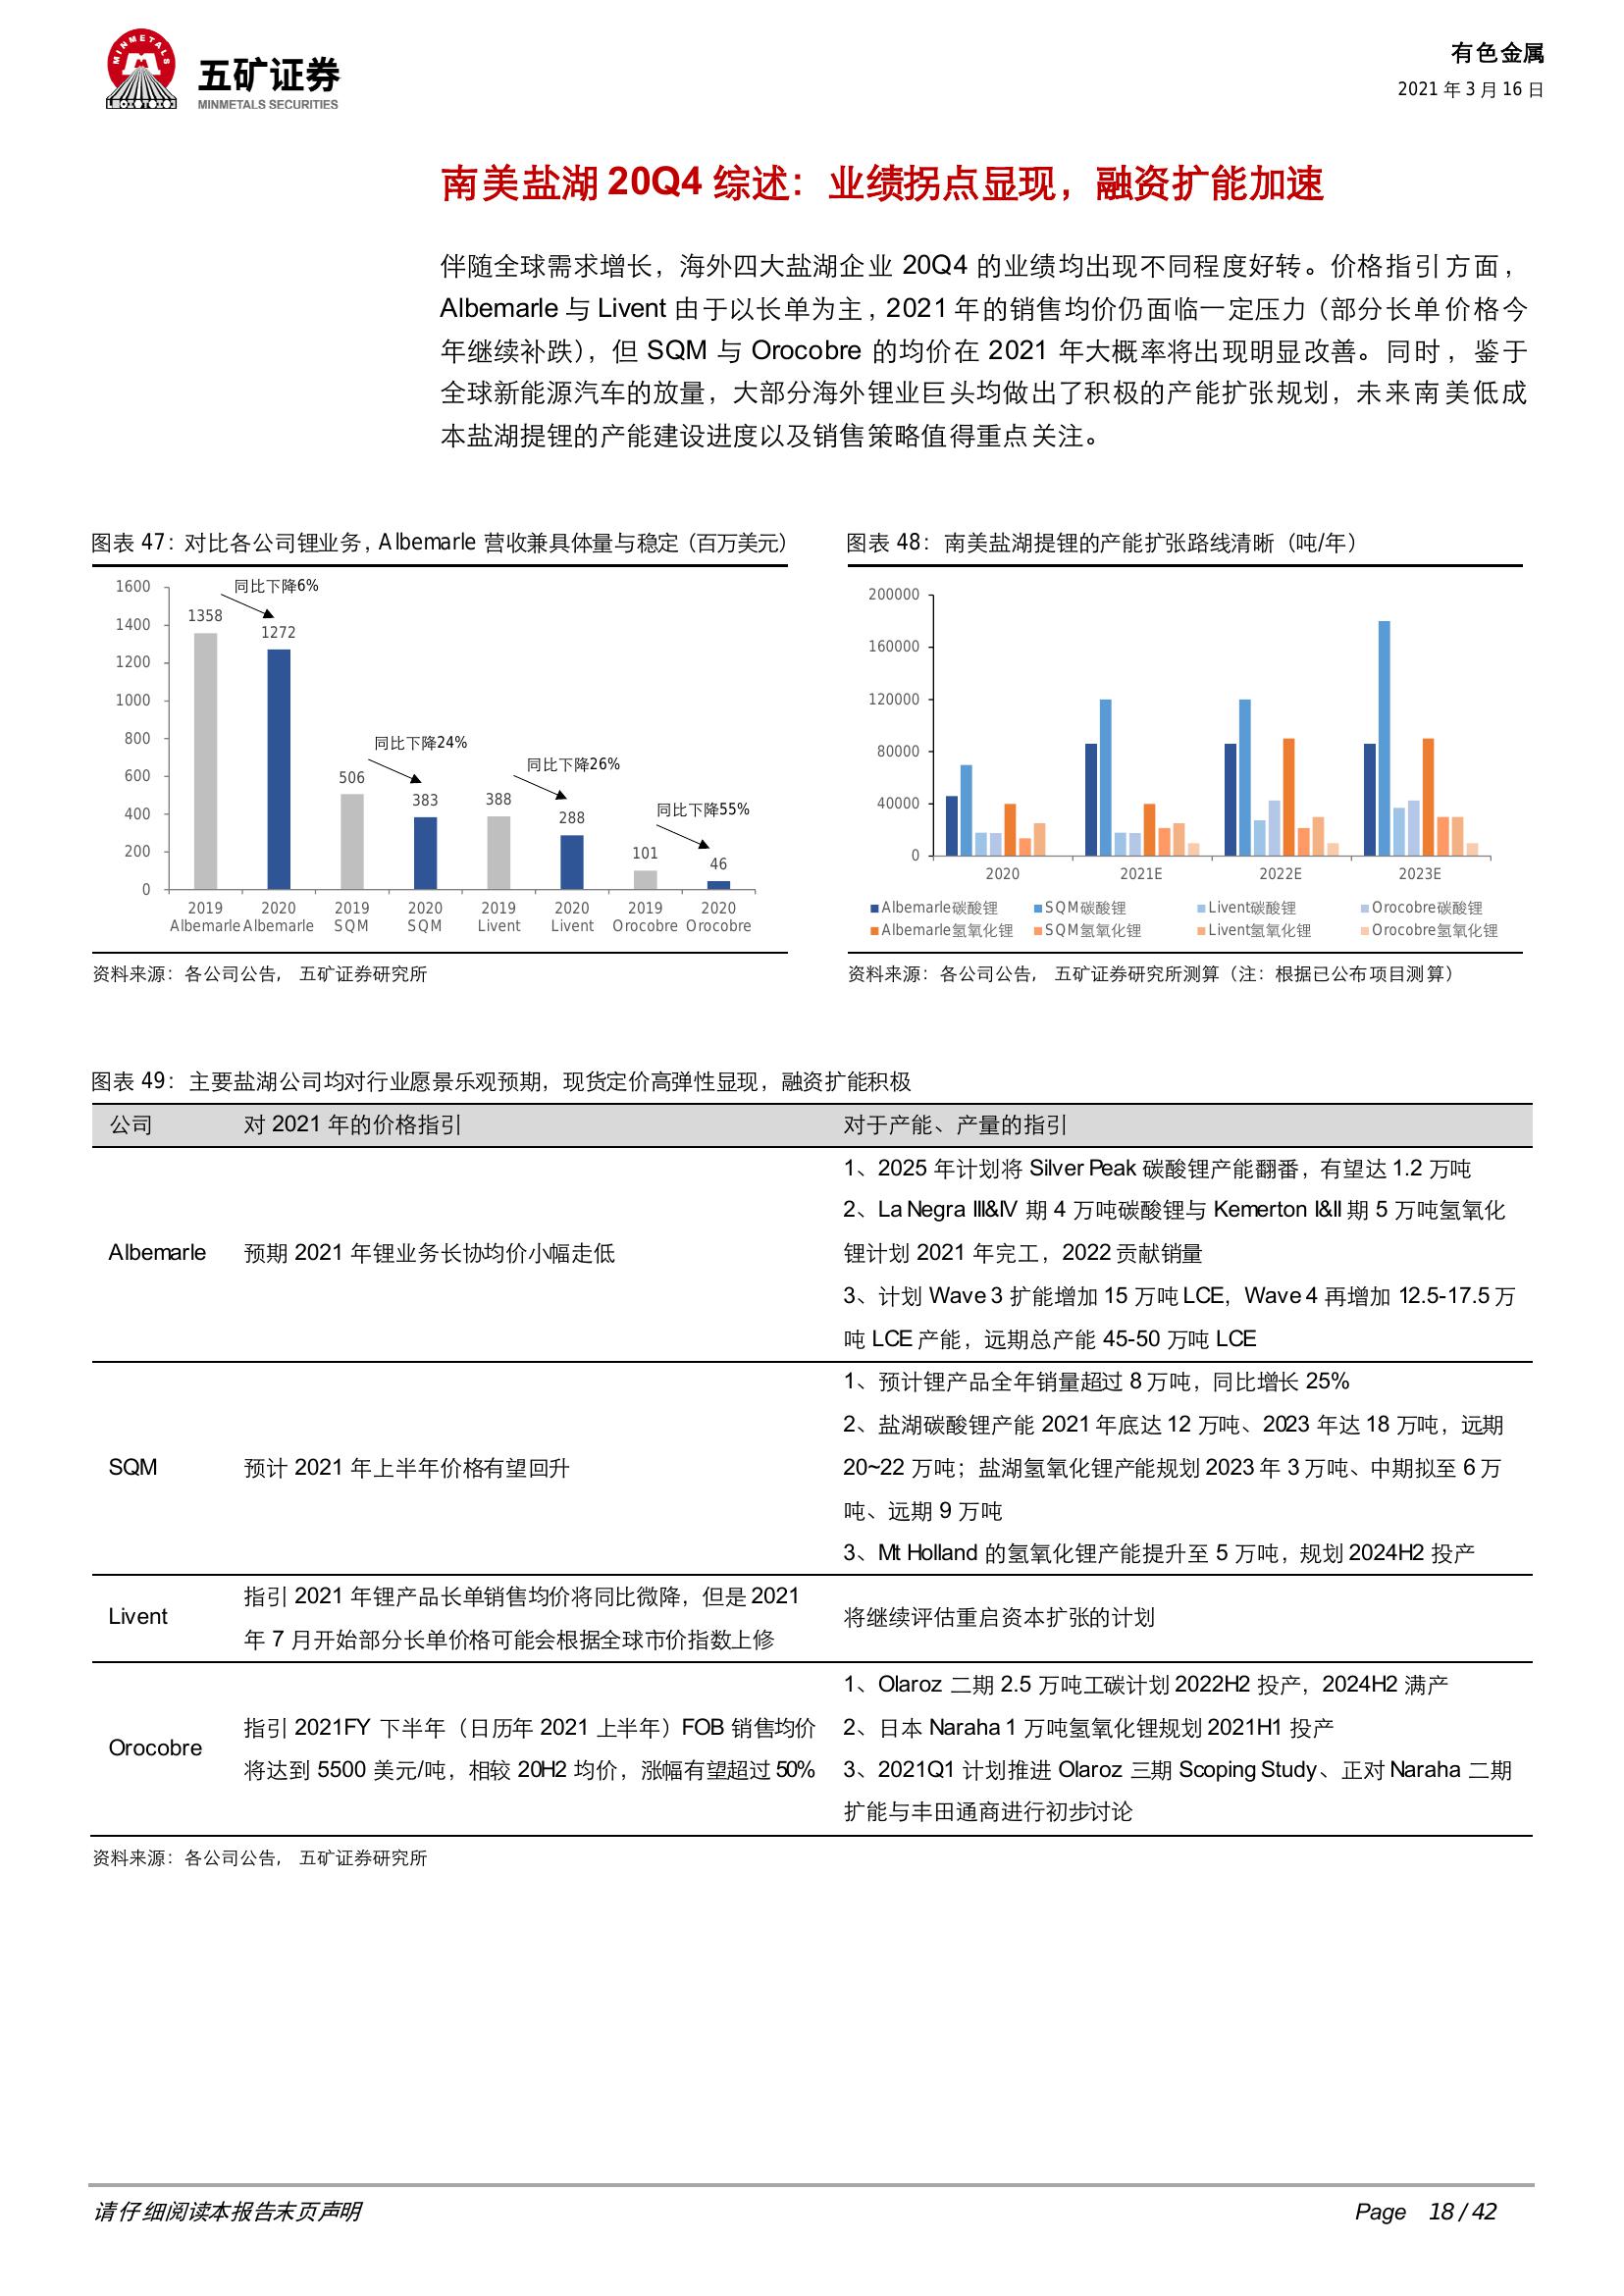 MINMETALS
五矿证券
MINMETALS SECURITIES
有色金属
2021 年 3 月 16 日
南美盐湖 20Q4 综述：业绩拐点显现，融资扩能加速
伴随全球需求增长，海外四大盐湖企业 20Q4 的业绩均出现不同程度好转。价格指引方面，
Albemarle 与 Livent 由于以长单为主，2021 年的销售均价仍面临一定压力（部分长单价格今
年继续补跌），但 SQM 与 Orocobre 的均价在 2021 年大概率将出现明显改善。同时，鉴于
全球新能源汽车的放量，大部分海外锂业巨头均做出了积极的产能扩张规划，未来南美低成
本盐湖提锂的产能建设进度以及销售策略值得重点关注。
图表 47：对比各公司锂业务，Albemarle 营收兼具体量与稳定（百万美元）
1600
1400
1200
1000
800
600
400
200
0
同比下降6%
1358
1272
同比下降24%
506
383
同比下降26%
388
288
同比下降55%
101
46
2019 2020 2019 2020 2019 2020 2019 2020
Albemarle Albemarle SQM SQM Livent Livent Orocobre Orocobre
资料来源：各公司公告，五矿证券研究所
图表 48：南美盐湖提锂的产能扩张路线清晰（吨/年）
200000
160000
120000
80000
40000
0
2020 2021E 2022E 2023E
Albemarle碳酸锂 SQM碳酸锂 Livent碳酸锂 Orocobre碳酸锂
Albemarle氢氧化锂 SQM氢氧化锂 Livent氢氧化锂 Orocobre氢氧化锂
资料来源：各公司公告，五矿证券研究所测算（注：根据已公布项目测算）
图表 49：主要盐湖公司均对行业愿景乐观预期，现货定价高弹性显现，融资扩能积极
公司 对 2021 年的价格指引 对于产能、产量的指引
Albemarle
预期 2021 年锂业务长协均价小幅走低
1、2025 年计划将 Silver Peak 碳酸锂产能翻番，有望达 1.2 万吨
2、La Negra III&IV 期 4 万吨碳酸锂与 Kemerton I&II 期 5 万吨氢氧化
锂计划 2021 年完工，2022 贡献销量
3、计划 Wave 3 扩能增加 15 万吨 LCE，Wave 4 再增加 12.5-17.5 万
吨 LCE 产能，远期总产能 45-50 万吨 LCE
SQM
预计 2021 年上半年价格有望回升
1、预计锂产品全年销量超过 8 万吨，同比增长 25%
2、盐湖碳酸锂产能 2021 年底达 12 万吨、2023 年达 18 万吨，远期
20~22 万吨；盐湖氢氧化锂产能规划 2023 年 3 万吨、中期拟至 6 万
吨、远期 9 万吨
3、Mt Holland 的氢氧化锂产能提升至 5 万吨，规划 2024H2 投产
Livent
指引 2021 年锂产品长单销售均价将同比微降，但是 2021
年 7 月开始部分长单价格可能会根据全球市价指数上修
将继续评估重启资本扩张的计划
Orocobre
指引 2021FY 下半年（日历年 2021 上半年）FOB 销售均价
将达到 5500 美元/吨，相较 20H2 均价，涨幅有望超过 50%
1、Olaroz 二期 2.5 万吨工碳计划 2022H2 投产，2024H2 满产
2、日本 Naraha 1 万吨氢氧化锂规划 2021H1 投产
3、2021Q1 计划推进 Olaroz 三期 Scoping Study、正对 Naraha 二期
扩能与丰田通商进行初步讨论
资料来源：各公司公告，五矿证券研究所
请仔细阅读本报告末页声明
Page 18 / 42